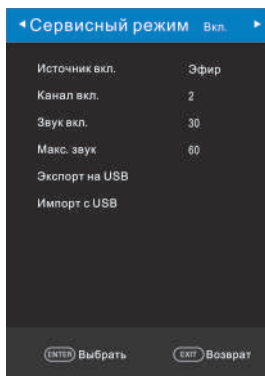 Сервисный режим Вкл.
Источник вкл. Эфир
Канал вкл. 2
Звук вкл. 30
Макс. звук 60
Экспорт на USB
Импорт с USB
ENTER Выбрать EXIT Возврат